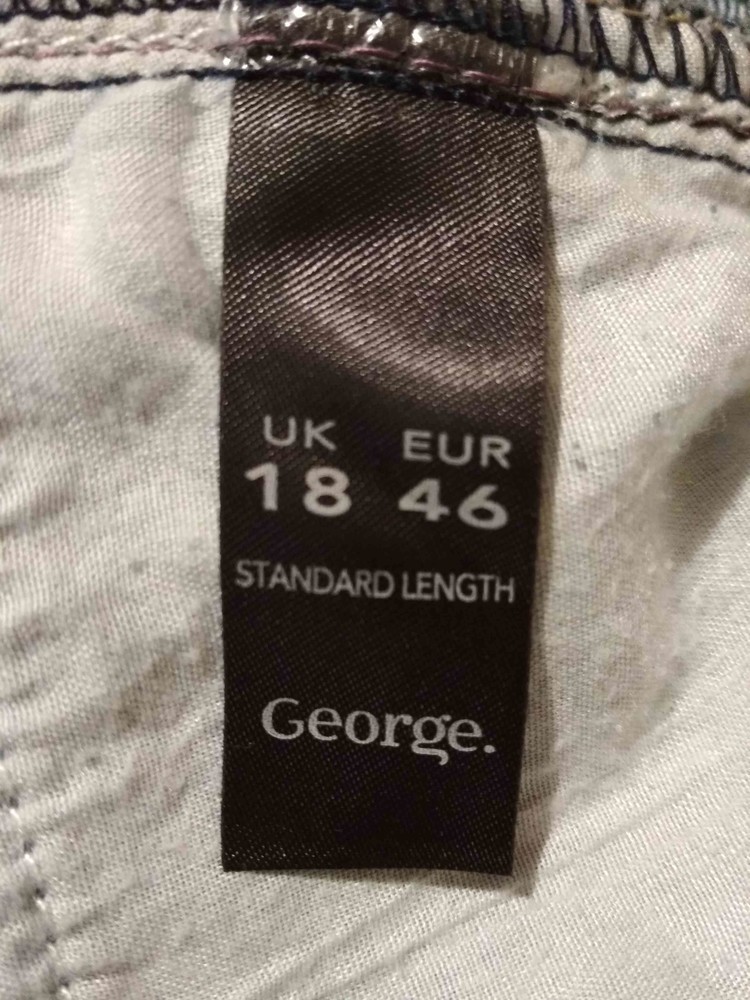 UK EUR
18 46
STANDARD LENGTH
George.